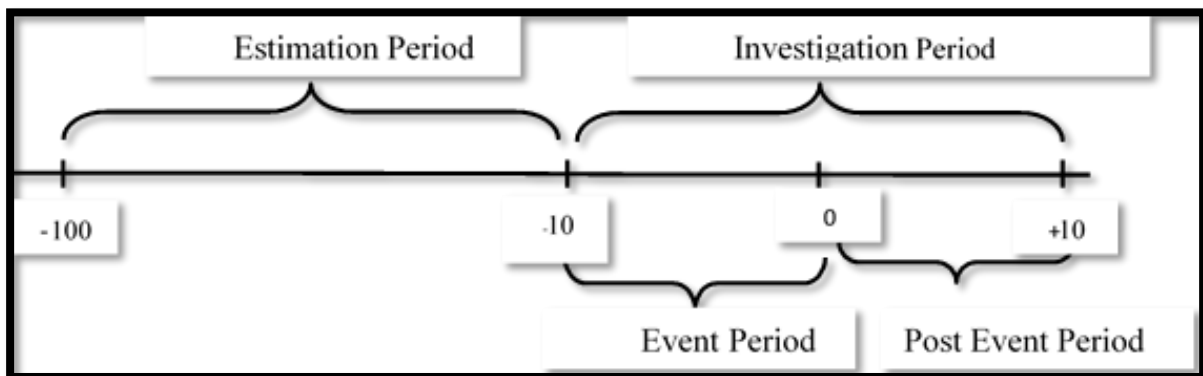 Estimation Period
Investigation Period
-100
-10
0
+10
Event Period
Post Event Period